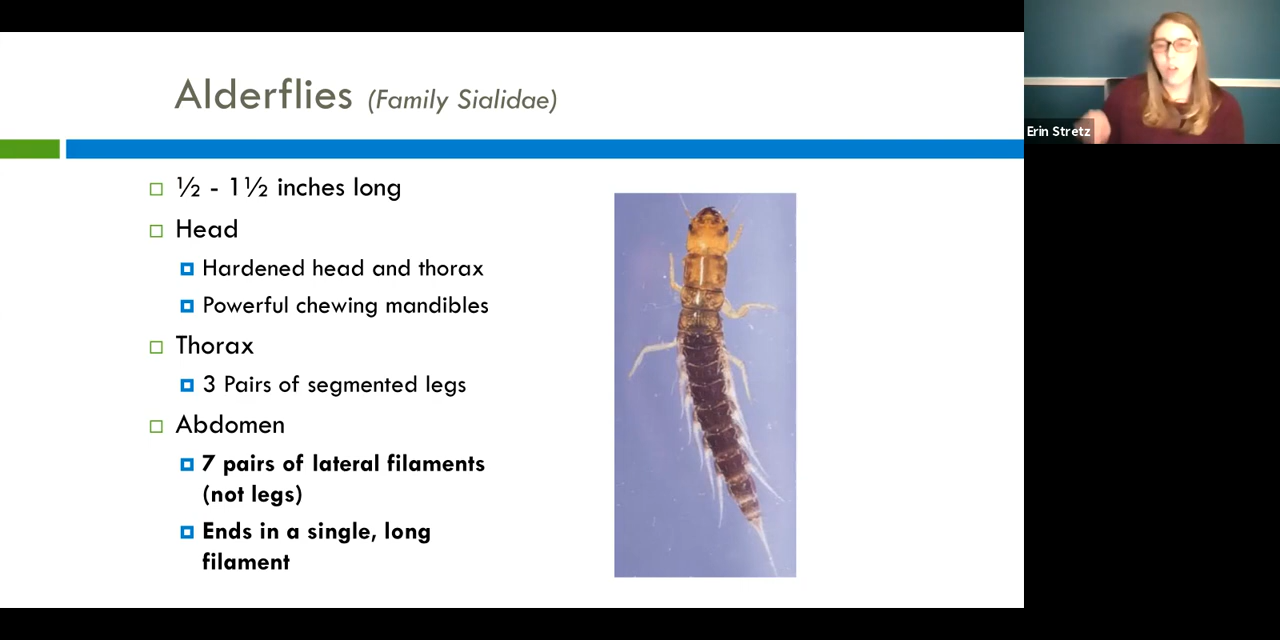 Alderflies (Family Sialidae)
½ - 1½ inches long
Head
Hardened head and thorax
Powerful chewing mandibles
Thorax
3 Pairs of segmented legs
Abdomen
7 pairs of lateral filaments
(not legs)
Ends in a single, long
filament
Erin Stretz